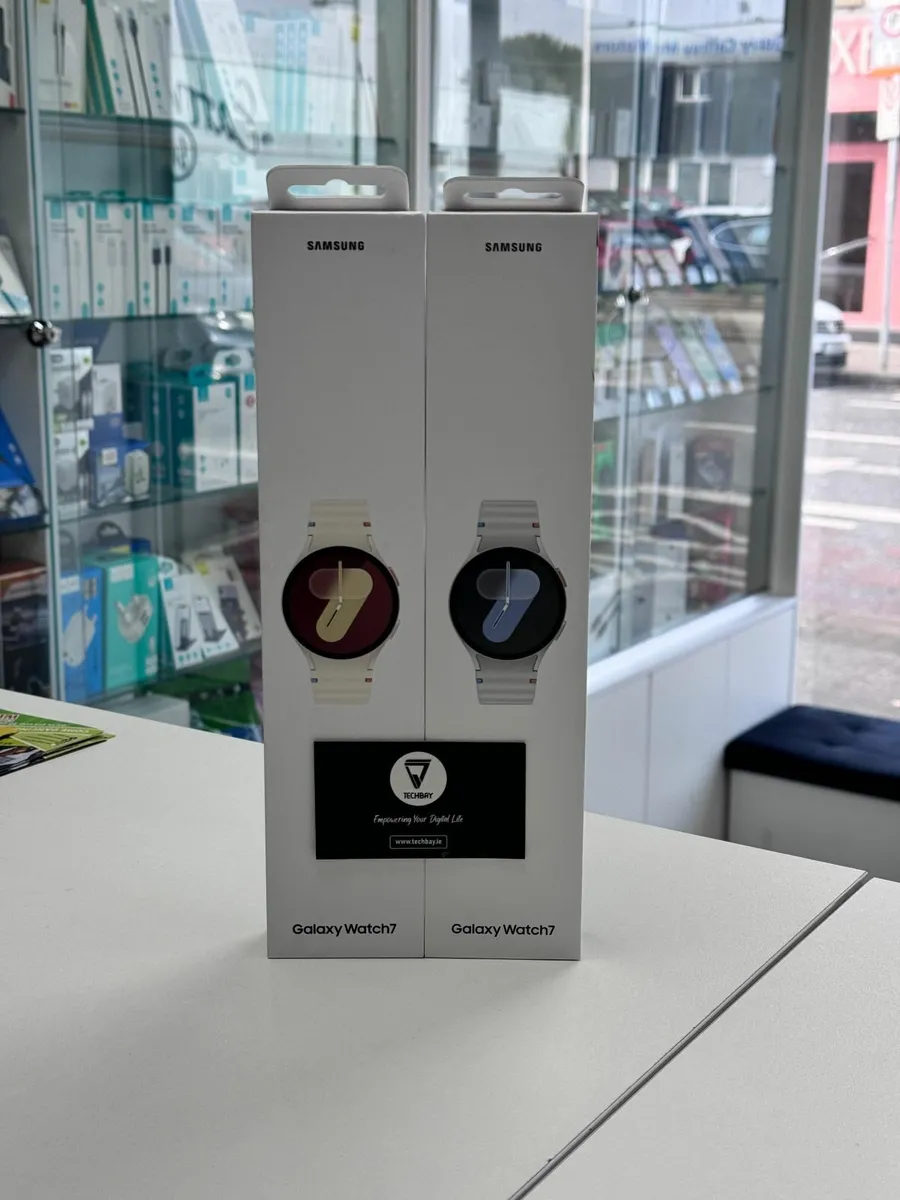 SAMSUNG
SAMSUNG
TECHBAY
Empowering Your Digital Life
www.techbay.ie
Galaxy Watch7
Galaxy Watch7